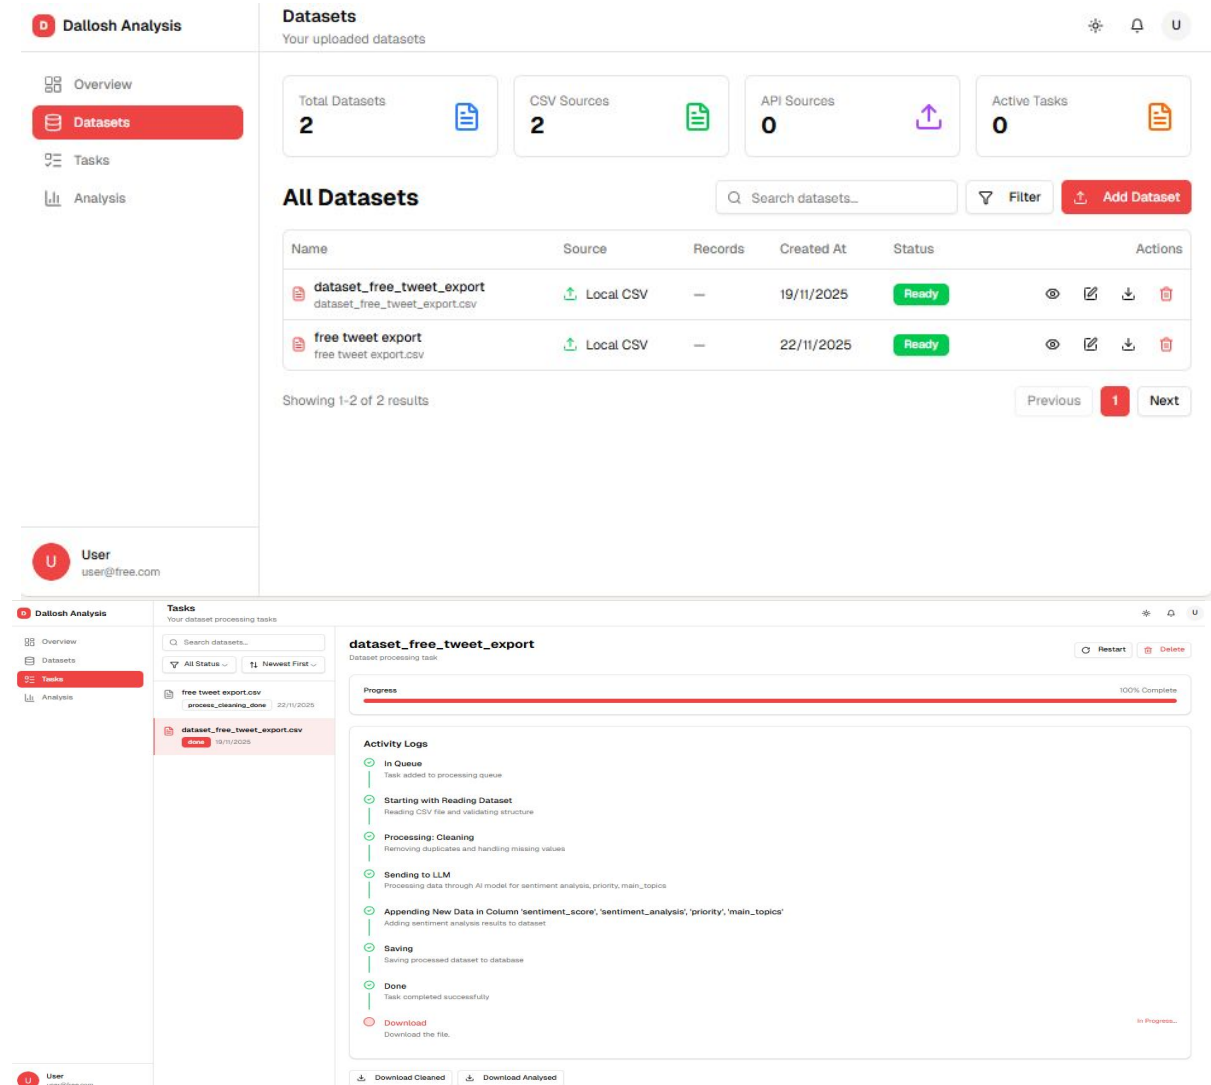 D Dallosh Analysis
Datasets
Your uploaded datasets
U
Overview
Datasets
Tasks
Analysis
Total Datasets
2
CSV Sources
2
API Sources
0
Active Tasks
0
All Datasets
Search datasets...
Filter
Add Dataset
Name Source Records Created At Status Actions
dataset_free_tweet_export
dataset_free_tweet_export.csv
Local CSV — 19/11/2025 Ready
free tweet export
free tweet export.csv
Local CSV — 22/11/2025 Ready
Showing 1-2 of 2 results
Previous 1 Next
U
User
user@free.com
D Dallosh Analysis
Tasks
Your dataset processing tasks
U
Overview
Datasets
Tasks
Analysis
Search datasets...
All Status
Newest First
free tweet export.csv
process_cleaning_done 22/11/2025
dataset_free_tweet_export.csv
done 19/11/2025
dataset_free_tweet_export
Dataset processing task
Restart
Delete
Progress
100% Complete
Activity Logs
In Queue
Task added to processing queue
Starting with Reading Dataset
Reading CSV file and validating structure
Processing: Cleaning
Removing duplicates and handling missing values
Sending to LLM
Processing data through AI model for sentiment analysis, priority, main_topics
Appending New Data in Column 'sentiment_score', 'sentiment_analysis', 'priority', 'main_topics'
Adding sentiment analysis results to dataset
Saving
Saving processed dataset to database
Done
Task completed successfully
Download
In Progress...
Download the file.
Download Cleaned
Download Analysed
U
User